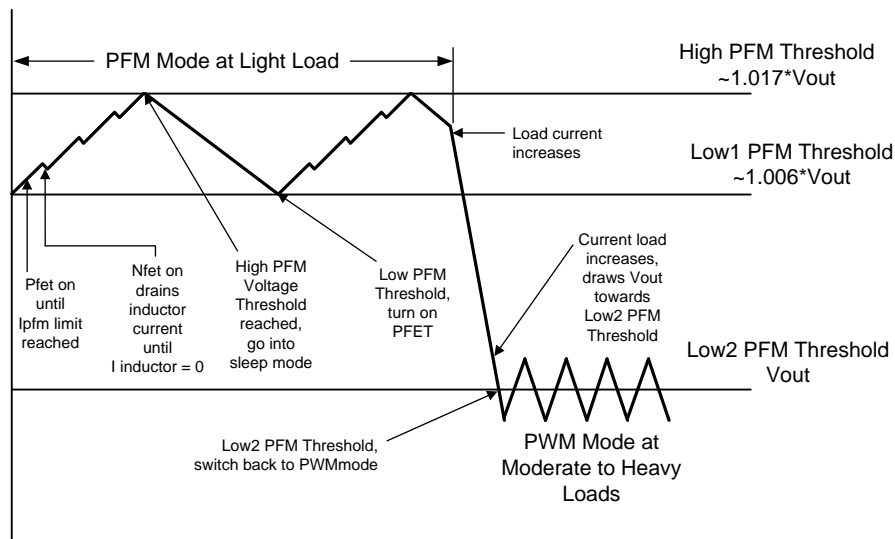 High PFM Threshold
~1.017*Vout
PFM Mode at Light Load
Load current
increases
Low1 PFM Threshold
~1.006*Vout
Pfet on
until
Ipfm limit
reached
Nfet on
drains
inductor
current
until
I inductor = 0
High PFM
Voltage
Threshold
reached,
go into
sleep mode
Low PFM
Threshold,
turn on
PFET
Current load
increases,
draws Vout
towards
Low2 PFM
Threshold
Low2 PFM Threshold
Vout
Low2 PFM Threshold,
switch back to PWMmode
PWM Mode at
Moderate to Heavy
Loads